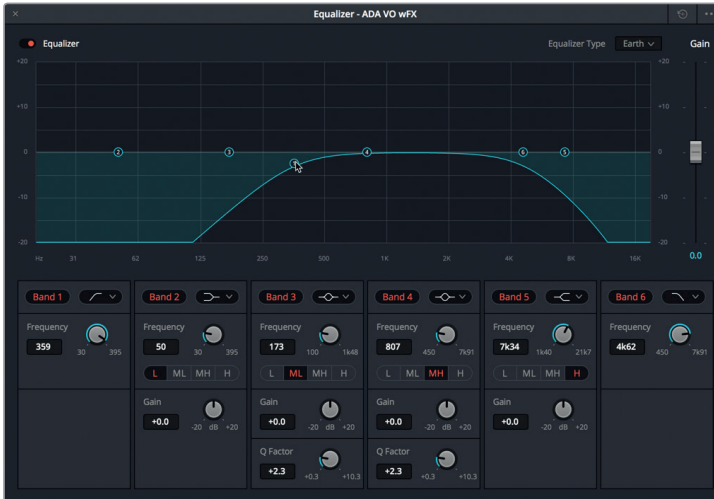 Equalizer - ADA VO wFX
Equalizer
Equalizer Type Earth
Gain
+20 +20
+10 +10
0 0
-10 -10
-20 -20
Hz 31 62 125 250 500 1K 2K 4K 8K 16K
2 3 4 6 5
0.0
Band 1 Band 2 Band 3 Band 4 Band 5 Band 6
Frequency Frequency Frequency Frequency Frequency Frequency
359 50 173 807 7k34 4k62
30 395 30 395 100 1k48 450 7k91 1k40 21k7 450 7k91
L ML MH H L ML MH H L ML MH H L ML MH H
Gain Gain Gain Gain
+0.0 +0.0 +0.0 +0.0
-20 dB +20 -20 dB +20 -20 dB +20 -20 dB +20
Q Factor Q Factor
+2.3 +2.3
+0.3 +10.3 +0.3 +10.3